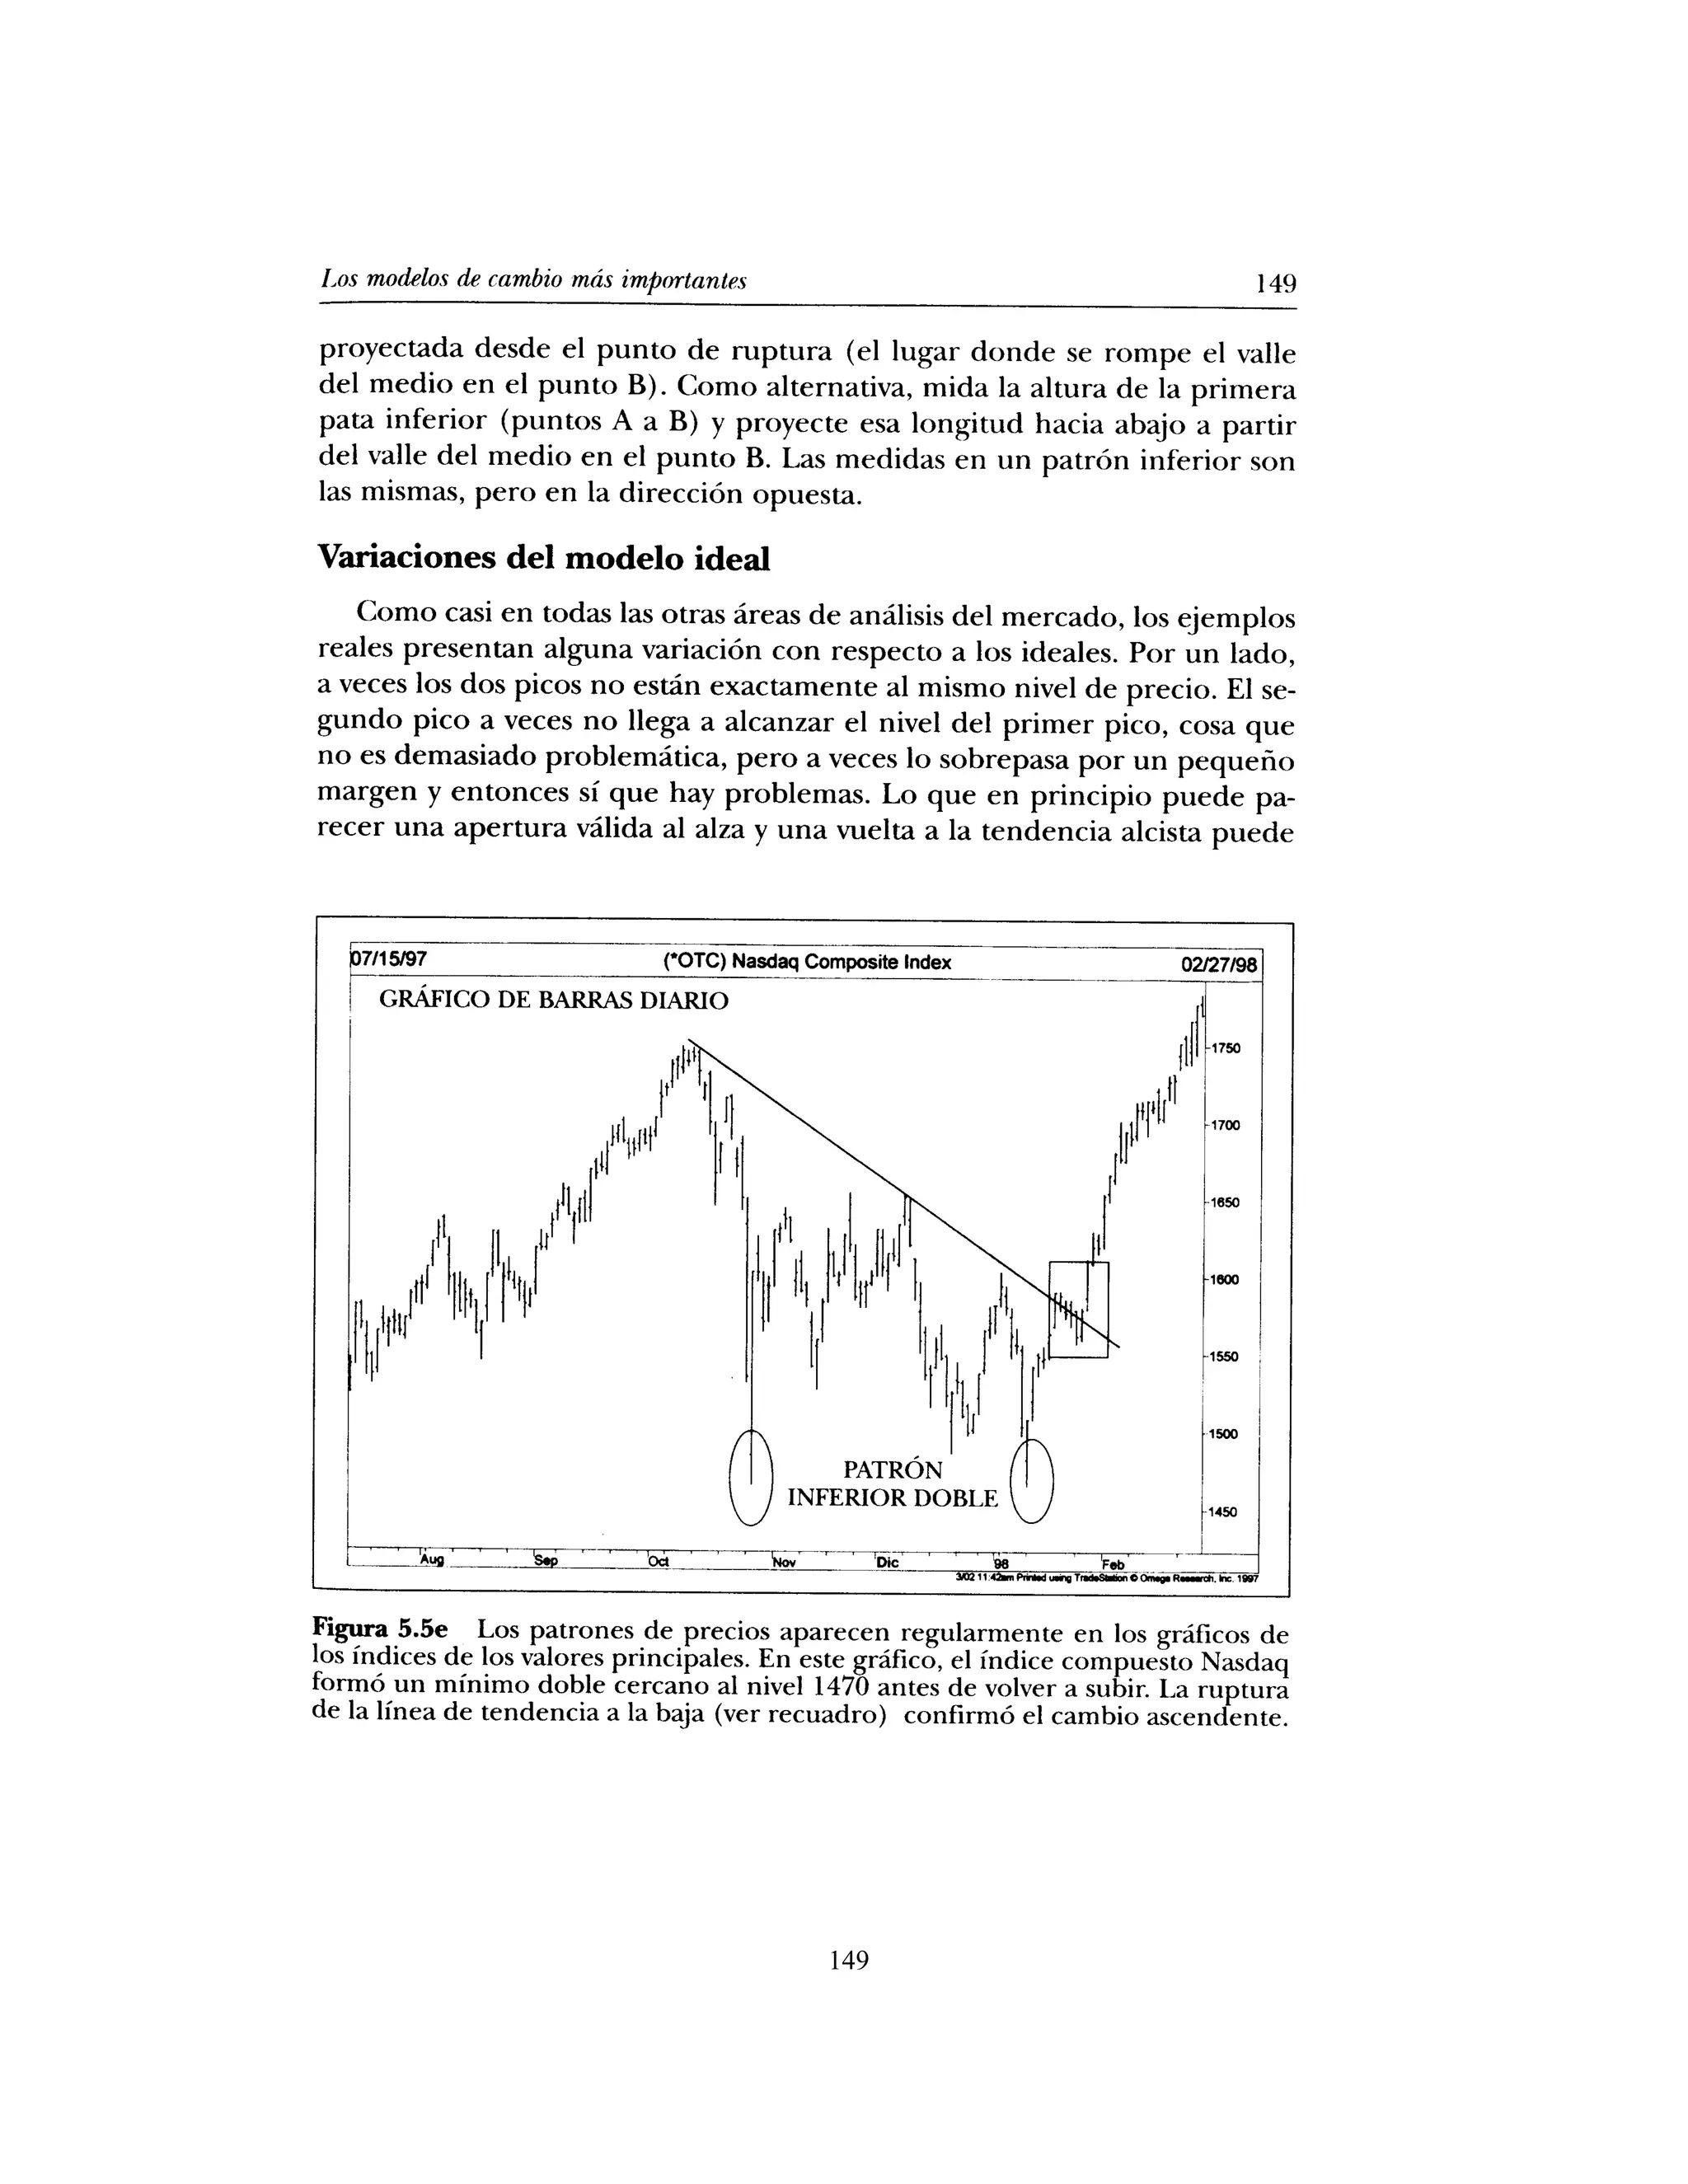 Los modelos de cambio más importantes 149
proyectada desde el punto de ruptura (el lugar donde se rompe el valle
del medio en el punto B). Como alternativa, mida la altura de la primera
pata inferior (puntos A a B) y proyecte esa longitud hacia abajo a partir
del valle del medio en el punto B. Las medidas en un patrón inferior son
las mismas, pero en la dirección opuesta.
Variaciones del modelo ideal
Como casi en todas las otras áreas de análisis del mercado, los ejemplos
reales presentan alguna variación con respecto a los ideales. Por un lado,
a veces los dos picos no están exactamente al mismo nivel de precio. El se-
gundo pico a veces no llega a alcanzar el nivel del primer pico, cosa que
no es demasiado problemática, pero a veces lo sobrepasa por un pequeño
margen y entonces sí que hay problemas. Lo que en principio puede pa-
recer una apertura válida al alza y una vuelta a la tendencia alcista puede
07/15/97 (*OTC) Nasdaq Composite Index 02/27/98
GRÁFICO DE BARRAS DIARIO
1750
1700
1650
1600
1550
1500
1450
PATRÓN
INFERIOR DOBLE
Aug Sep Oct Nov Dic 98 Feb
3/02 11:42am Printed using TradeStation © Omega Research, Inc. 1997
Figura 5.5e Los patrones de precios aparecen regularmente en los gráficos de
los índices de los valores principales. En este gráfico, el índice compuesto Nasdaq
formó un mínimo doble cercano al nivel 1470 antes de volver a subir. La ruptura
de la línea de tendencia a la baja (ver recuadro) confirmó el cambio ascendente.
149